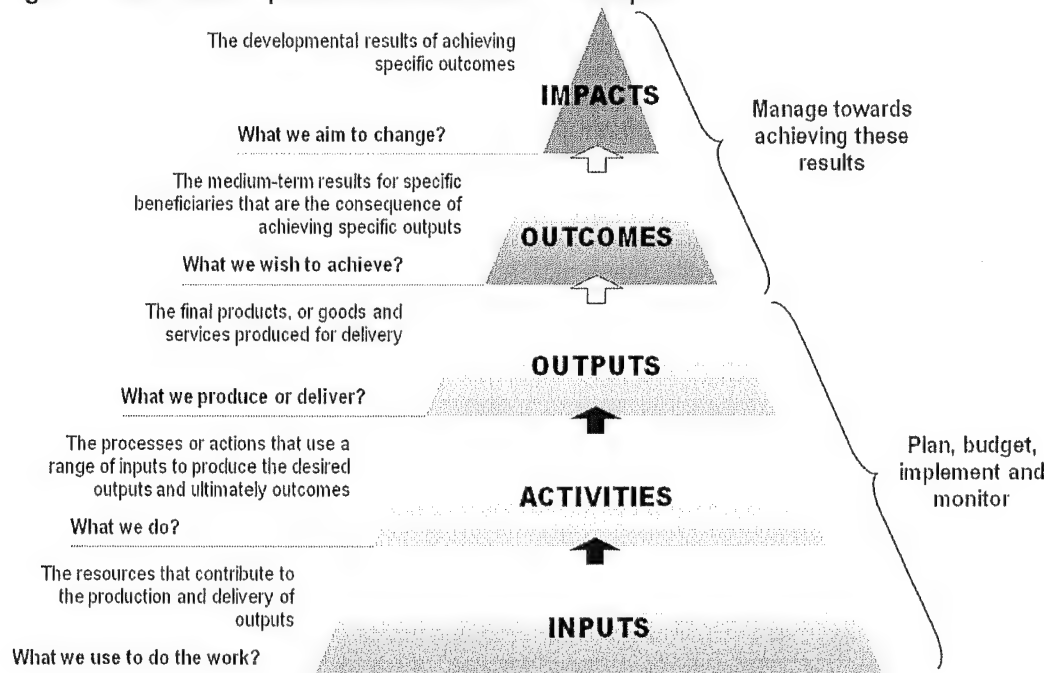 The developmental results of achieving
specific outcomes
IMPACTS
What we aim to change?
Manage towards
achieving these
results
The medium-term results for specific
beneficiaries that are the consequence of
achieving specific outputs
OUTCOMES
What we wish to achieve?
The final products, or goods and
services produced for delivery
OUTPUTS
What we produce or deliver?
The processes or actions that use a
range of inputs to produce the desired
outputs and ultimately outcomes
ACTIVITIES
What we do?
Plan, budget,
implement and
monitor
The resources that contribute to
the production and delivery of
outputs
INPUTS
What we use to do the work?